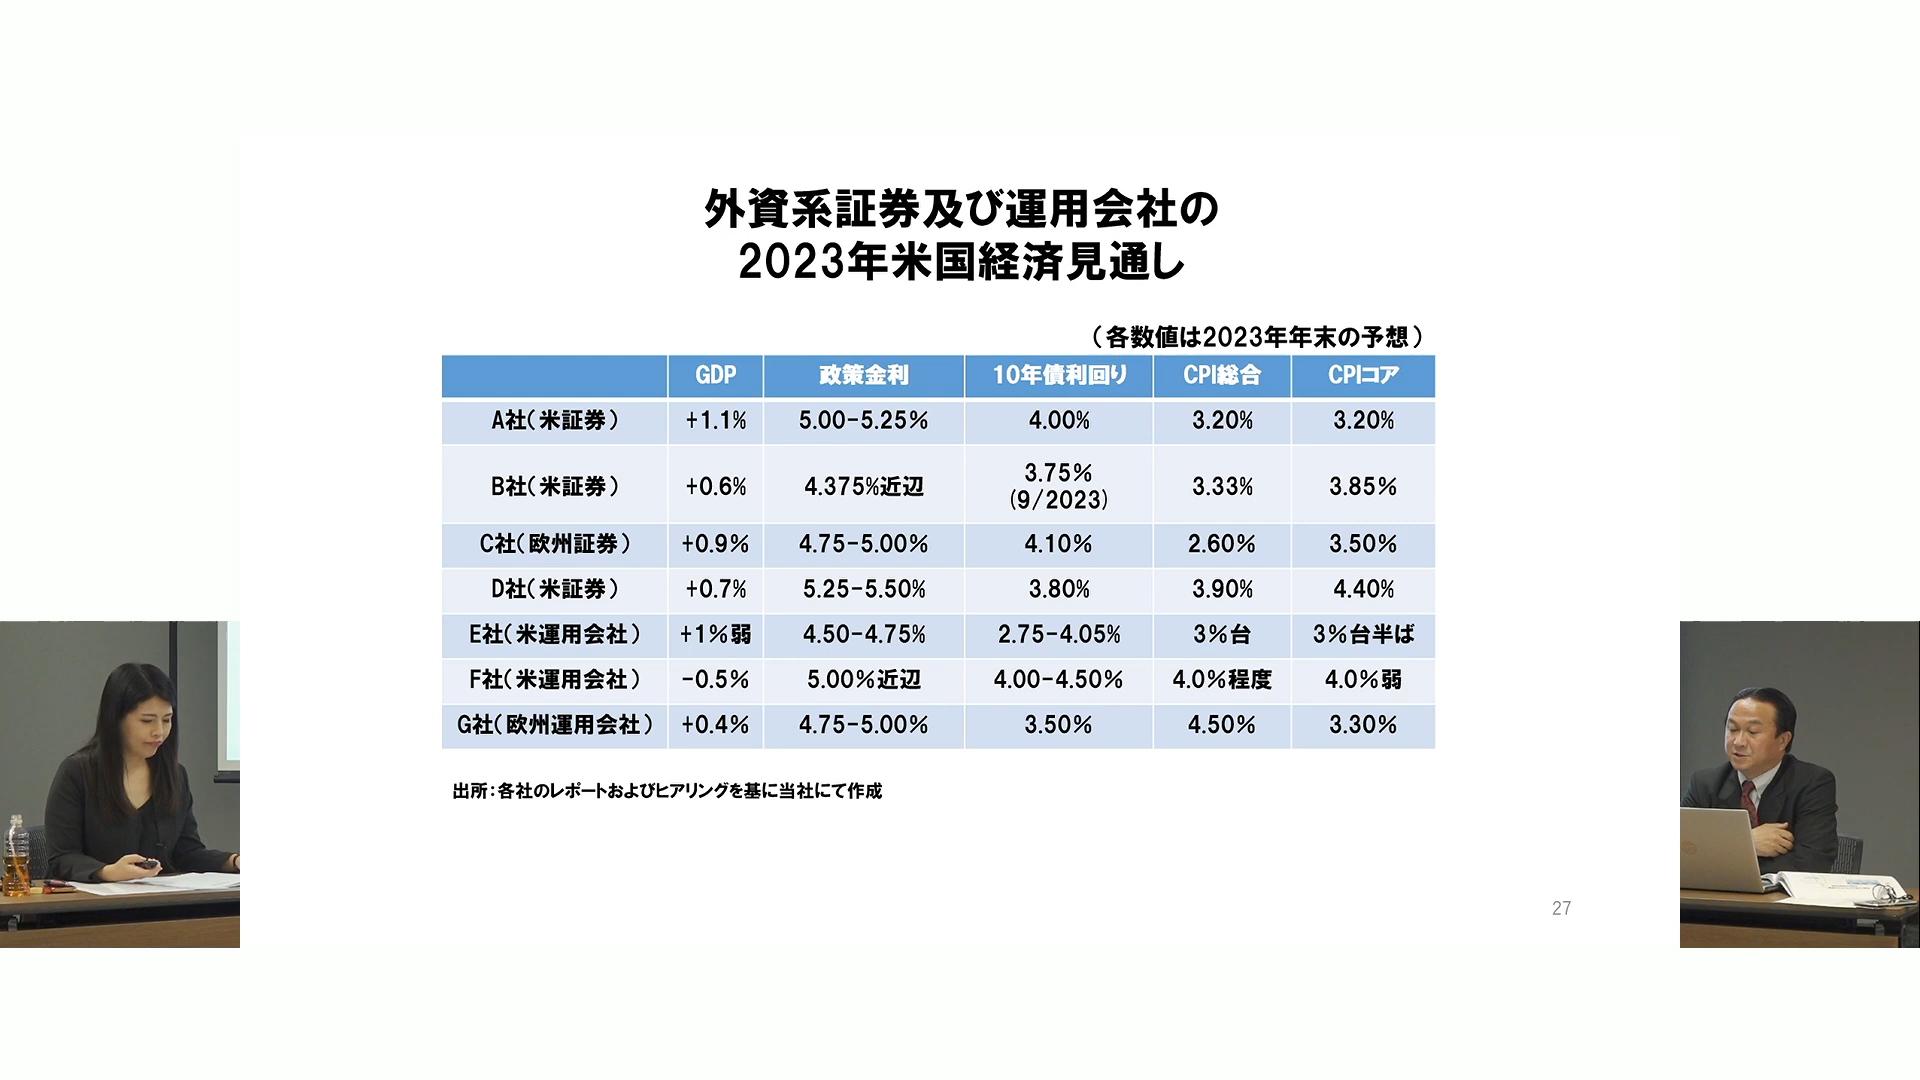 外資系証券及び運用会社の
2023年米国経済見通し
（各数値は2023年年末の予想）
GDP 政策金利 10年債利回り CPI総合 CPIコア
A社（米証券） +1.1% 5.00-5.25% 4.00% 3.20% 3.20%
B社（米証券） +0.6% 4.375%近辺 3.75% (9/2023) 3.33% 3.85%
C社（欧州証券） +0.9% 4.75-5.00% 4.10% 2.60% 3.50%
D社（米証券） +0.7% 5.25-5.50% 3.80% 3.90% 4.40%
E社（米運用会社） +1%弱 4.50-4.75% 2.75-4.05% 3%台 3%台半ば
F社（米運用会社） -0.5% 5.00%近辺 4.00-4.50% 4.0%程度 4.0%弱
G社（欧州運用会社） +0.4% 4.75-5.00% 3.50% 4.50% 3.30%
出所：各社のレポートおよびヒアリングを基に当社にて作成
27